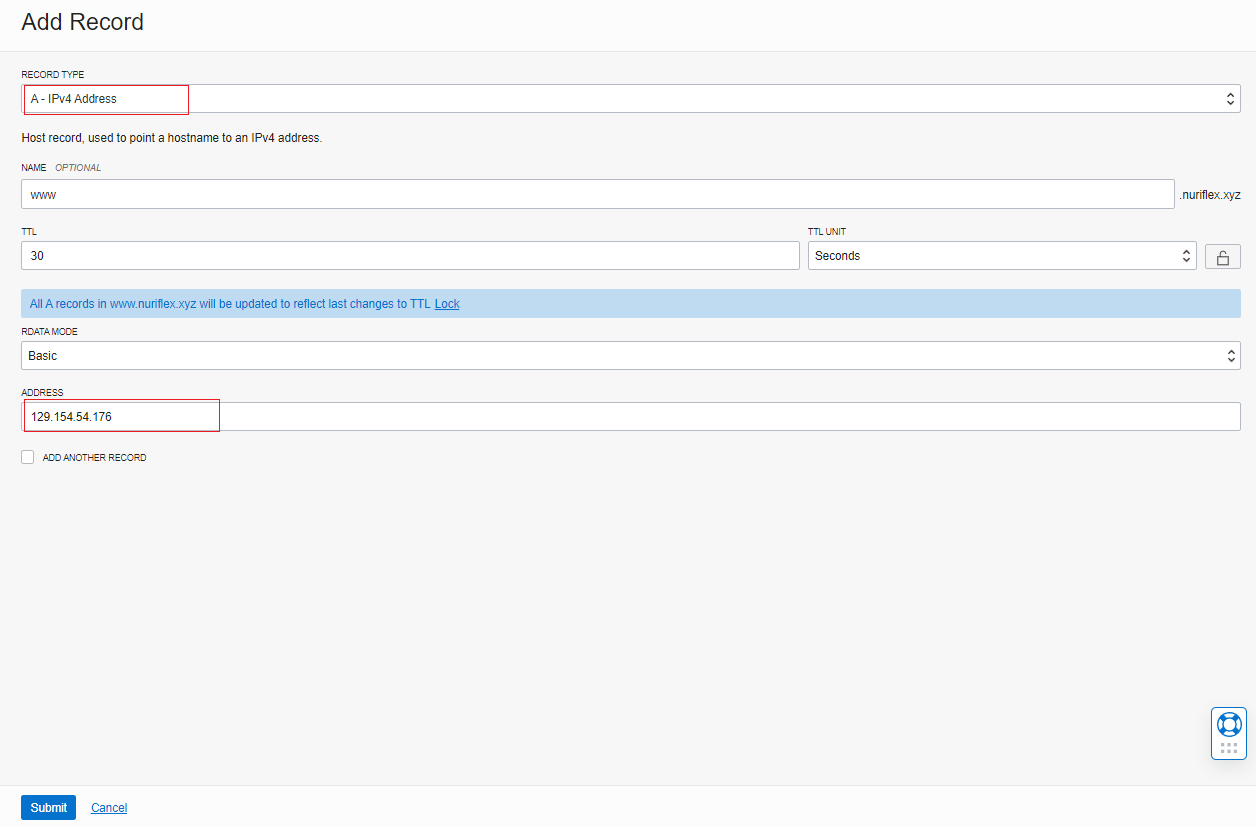 Add Record
RECORD TYPE
A - IPv4 Address
Host record, used to point a hostname to an IPv4 address.
NAME OPTIONAL
www
.nuriflex.xyz
TTL
TTL UNIT
30
Seconds
All A records in www.nuriflex.xyz will be updated to reflect last changes to TTL Lock
RDATA MODE
Basic
ADDRESS
129.154.54.176
ADD ANOTHER RECORD
Submit
Cancel